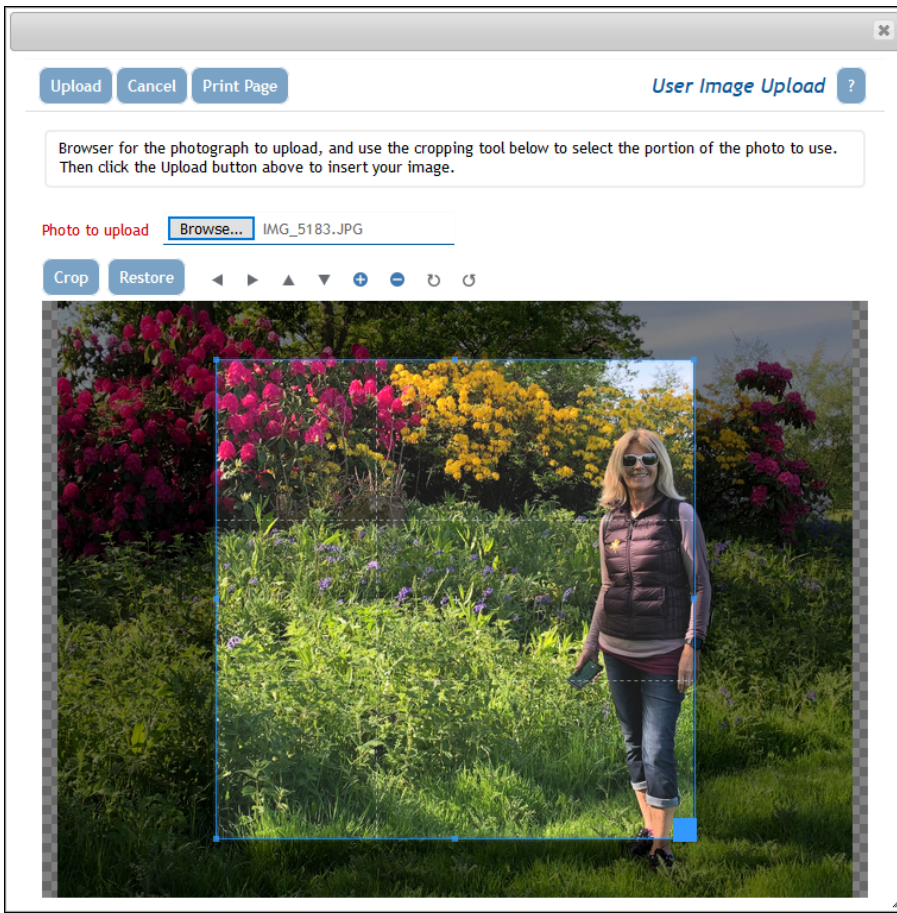 Upload Cancel Print Page User Image Upload ?
Browser for the photograph to upload, and use the cropping tool below to select the portion of the photo to use.
Then click the Upload button above to insert your image.
Photo to upload Browse... IMG_5183.JPG
Crop Restore